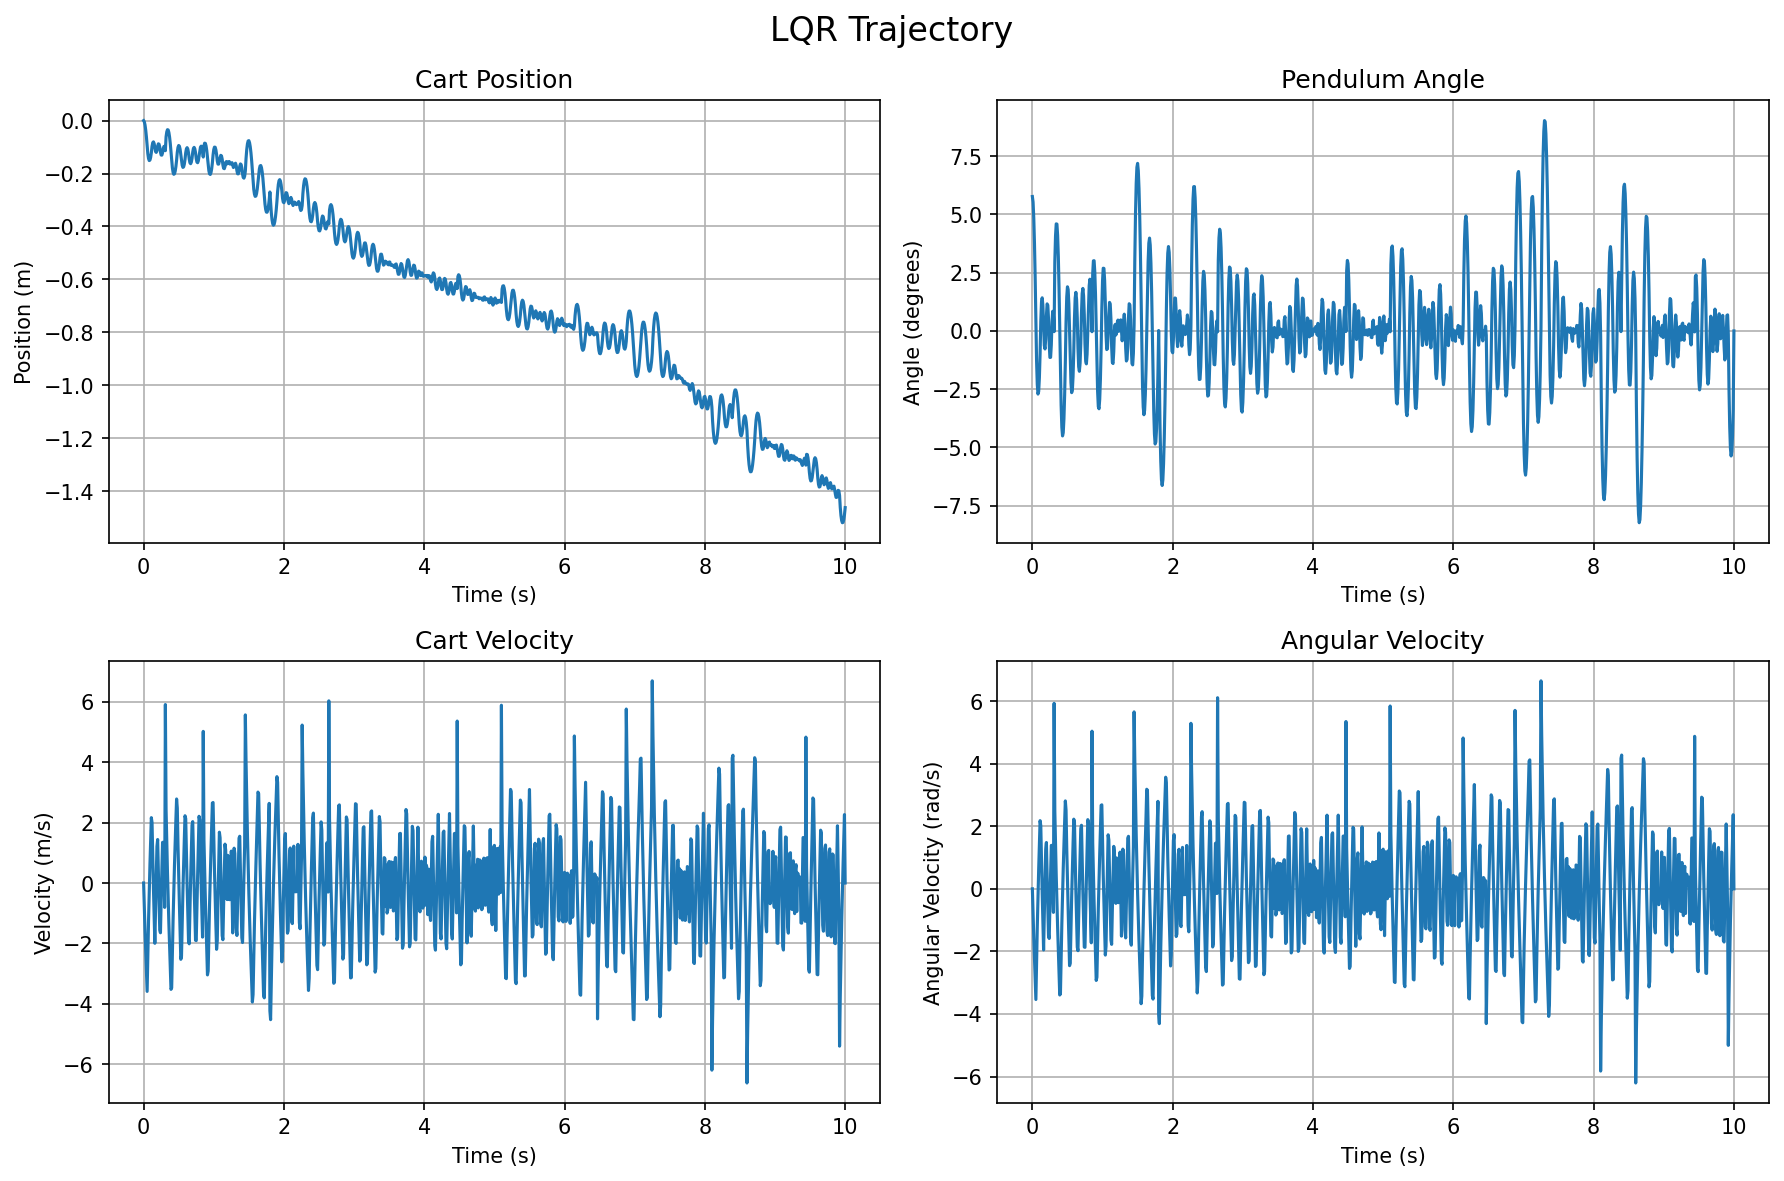 LQR Trajectory
Cart Position
Position (m)
0.0
−0.2
−0.4
−0.6
−0.8
−1.0
−1.2
−1.4
0 2 4 6 8 10
Time (s)
Pendulum Angle
Angle (degrees)
7.5
5.0
2.5
0.0
−2.5
−5.0
−7.5
0 2 4 6 8 10
Time (s)
Cart Velocity
Velocity (m/s)
6
4
2
0
−2
−4
−6
0 2 4 6 8 10
Time (s)
Angular Velocity
Angular Velocity (rad/s)
6
4
2
0
−2
−4
−6
0 2 4 6 8 10
Time (s)